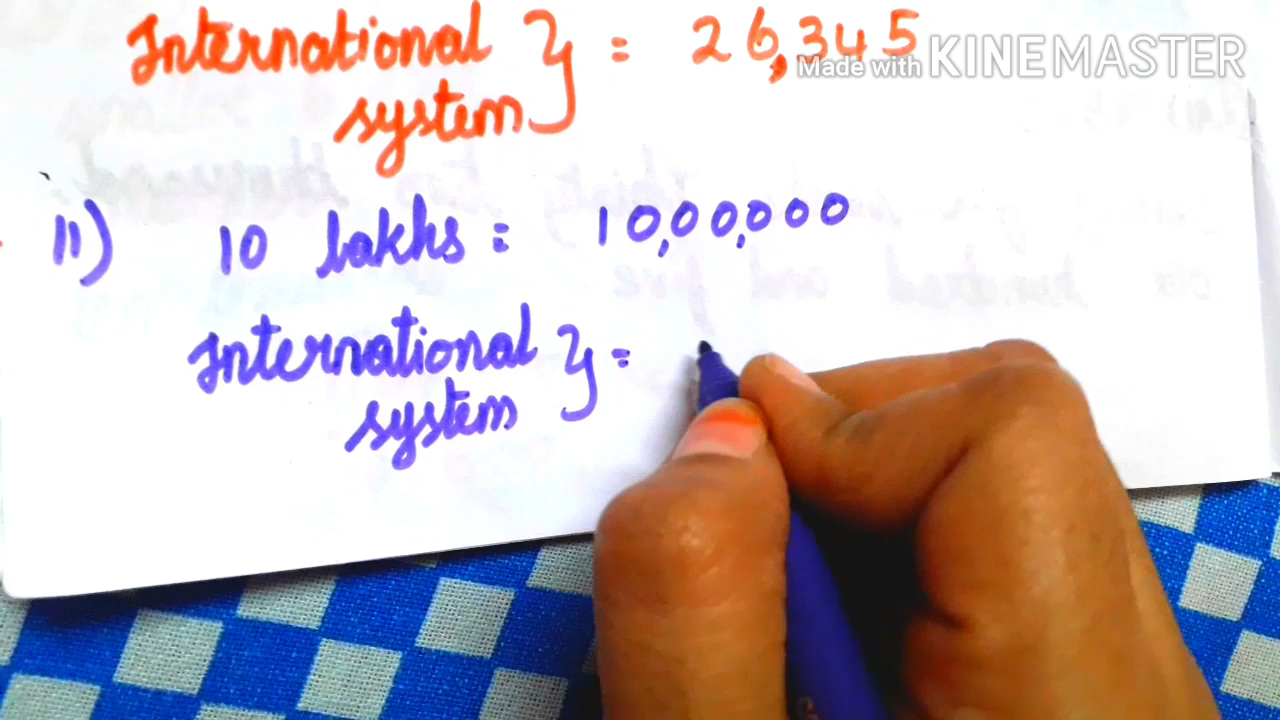 International } = 26,345
system
Made with KINEMASTER
11) 10 lakhs = 10,00,000
International } =
system